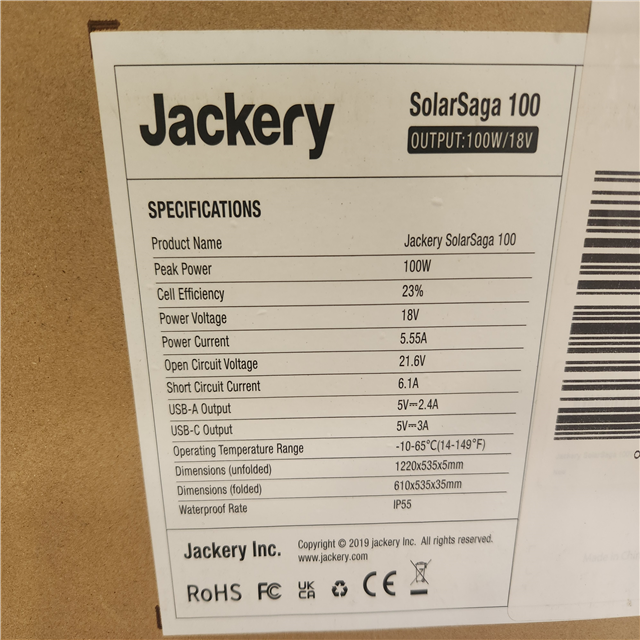 Jackery
SolarSaga 100
OUTPUT:100W/18V
SPECIFICATIONS
Product Name Jackery SolarSaga 100
Peak Power 100W
Cell Efficiency 23%
Power Voltage 18V
Power Current 5.55A
Open Circuit Voltage 21.6V
Short Circuit Current 6.1A
USB-A Output 5V⎓2.4A
USB-C Output 5V⎓3A
Operating Temperature Range -10-65°C(14-149°F)
Dimensions (unfolded) 1220x535x5mm
Dimensions (folded) 610x535x35mm
Waterproof Rate IP55
Jackery Inc.
Copyright © 2019 jackery Inc. All rights reserved.
www.jackery.com
RoHS FC UK CA CE